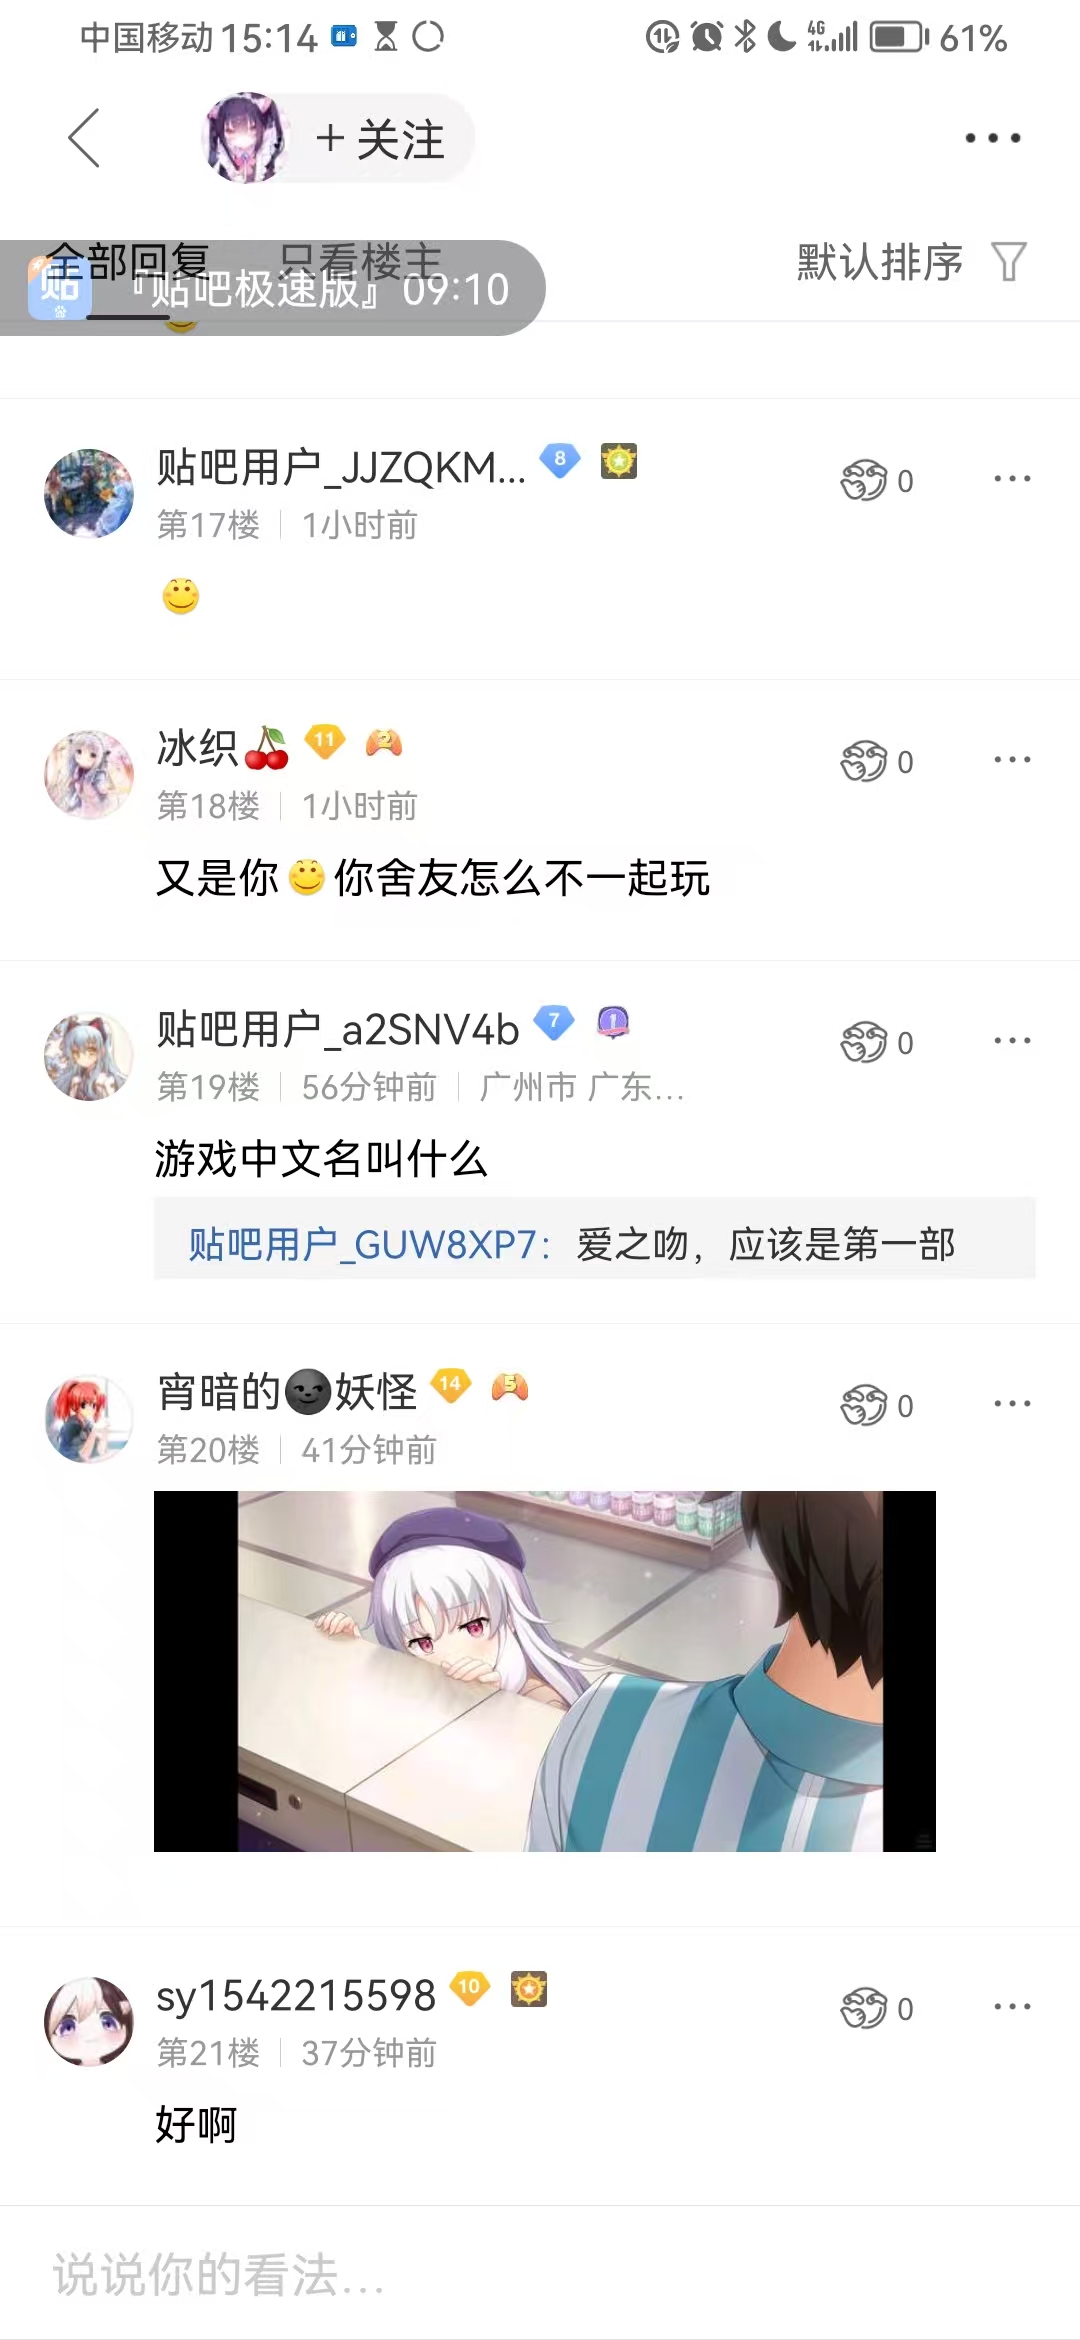 中国移动 15:14 4G 61%
+ 关注
全部回复 只看楼主 默认排序
贴 『贴吧极速版』 09:10
贴吧用户_JJZQKM... 8 0
第17楼 1小时前
冰织🍒 11 2 0
第18楼 1小时前
又是你 你舍友怎么不一起玩
贴吧用户_a2SNV4b 7 1 0
第19楼 56分钟前 广州市 广东...
游戏中文名叫什么
贴吧用户_GUW8XP7： 爱之吻，应该是第一部
宵暗的🌚妖怪 14 5 0
第20楼 41分钟前
sy1542215598 10 0
第21楼 37分钟前
好啊
说说你的看法...